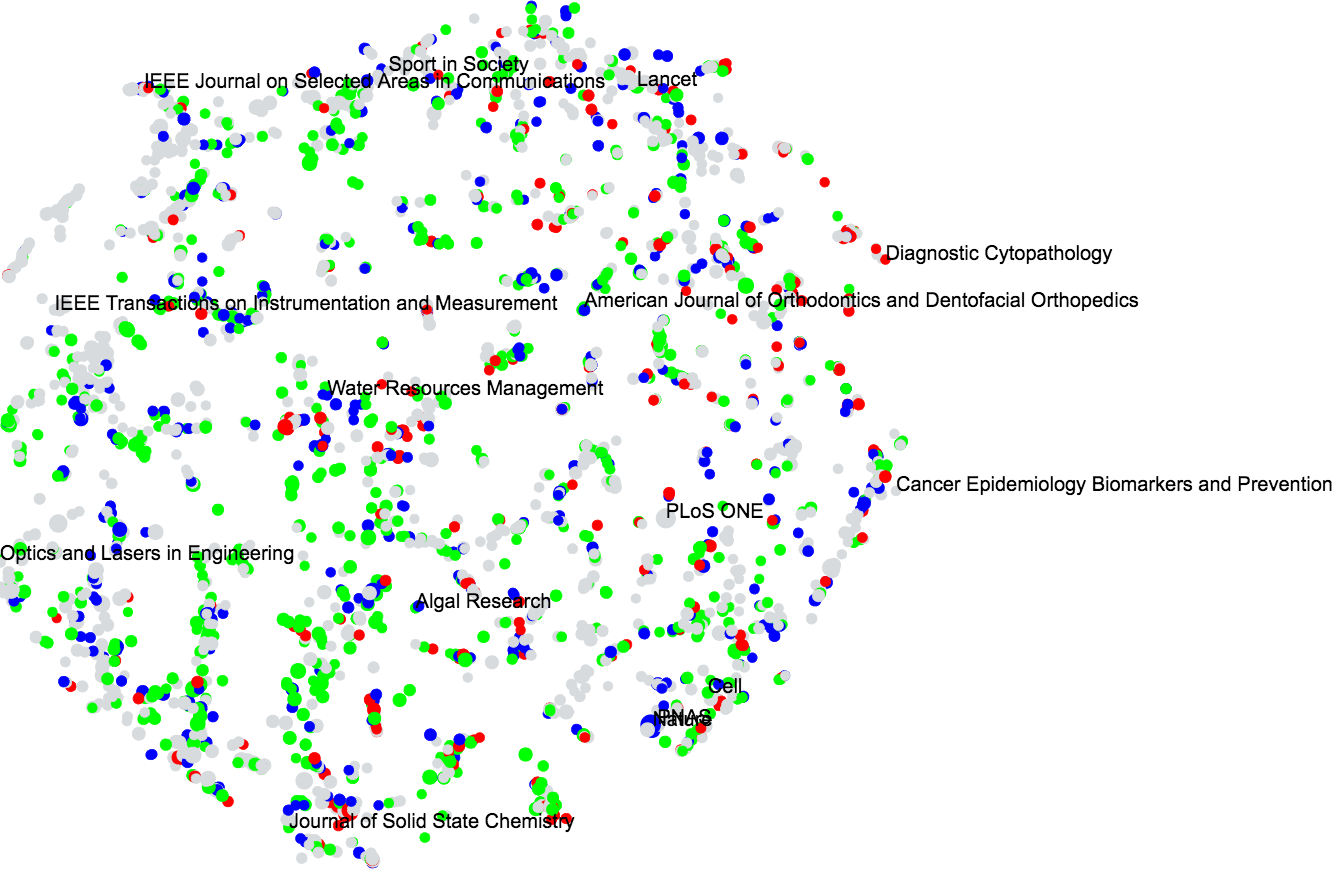 Sport in Society
IEEE Journal on Selected Areas in Communications
Lancet
Diagnostic Cytopathology
IEEE Transactions on Instrumentation and Measurement
American Journal of Orthodontics and Dentofacial Orthopedics
Water Resources Management
Cancer Epidemiology Biomarkers and Prevention
PLoS ONE
Optics and Lasers in Engineering
Algal Research
Cell
PNAS
Nature
Journal of Solid State Chemistry